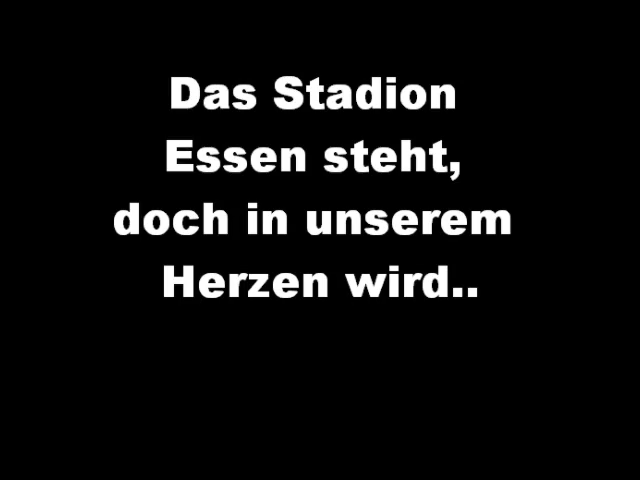 Das Stadion
Essen steht,
doch in unserem
Herzen wird..